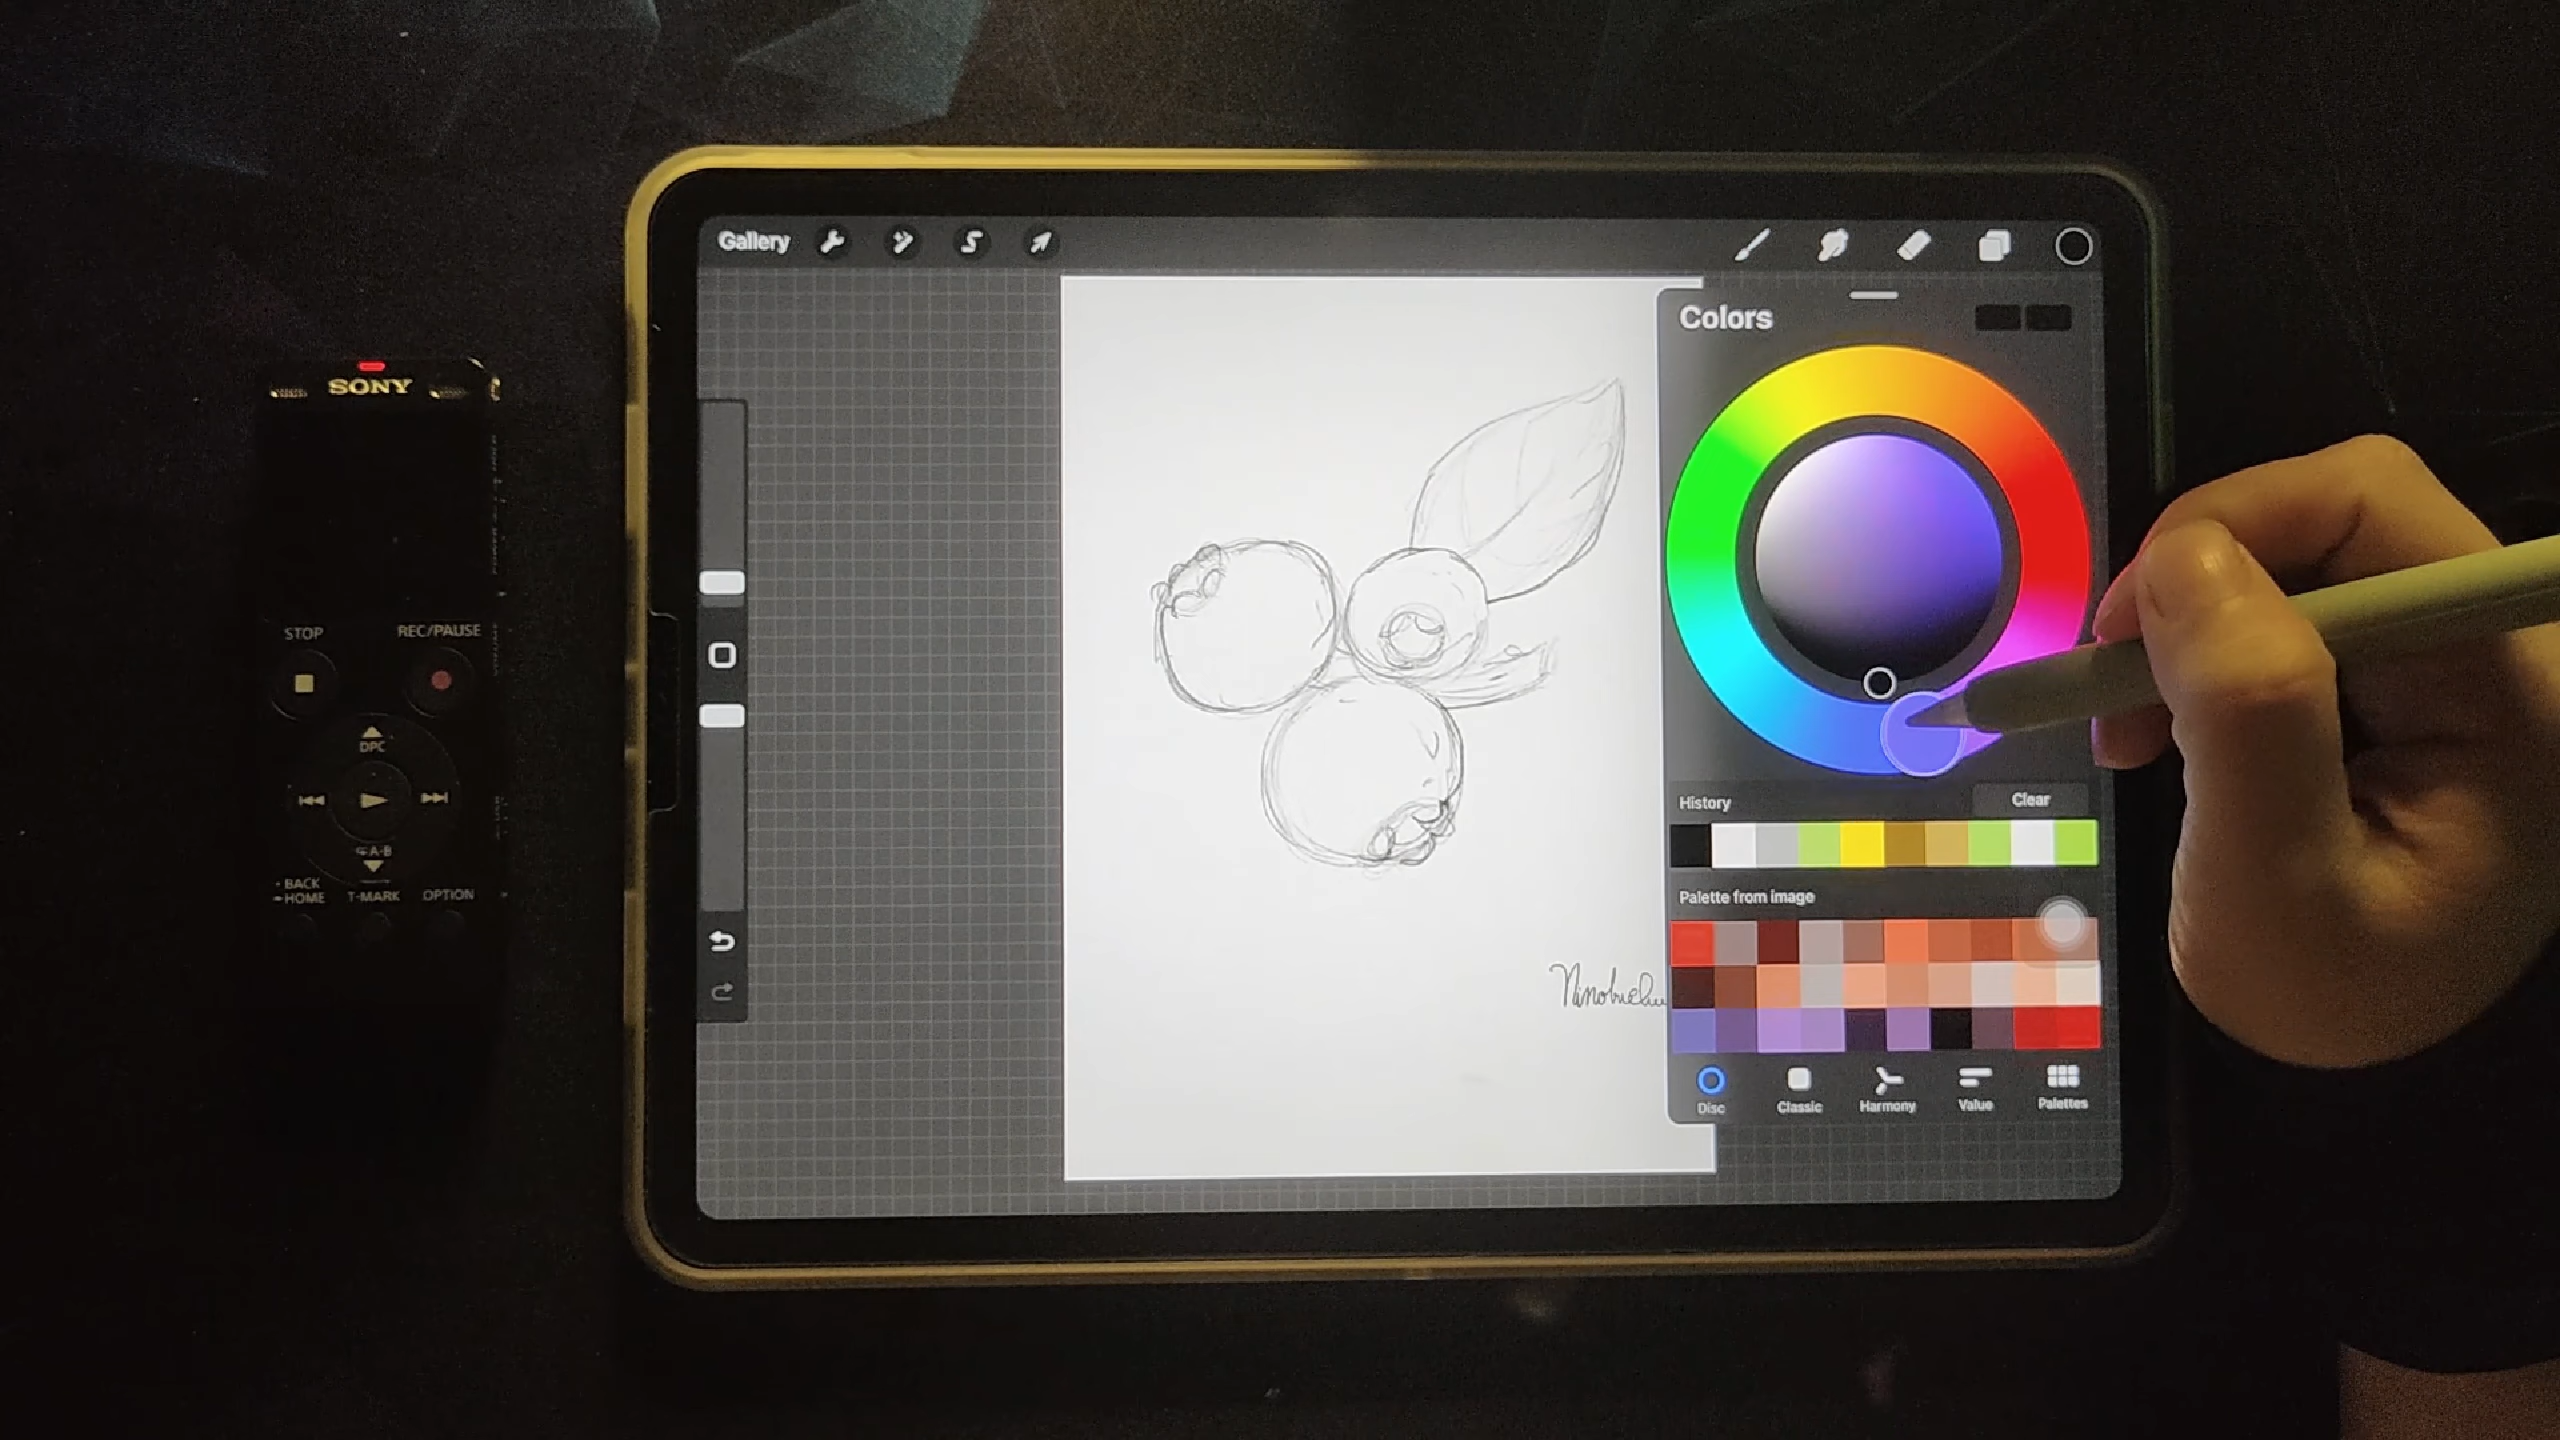 SONY
STOP
REC/PAUSE
DPC
A-B
• BACK
HOME
T-MARK
OPTION
Gallery
Colors
History
Clear
Palette from image
Disc
Classic
Harmony
Value
Palettes